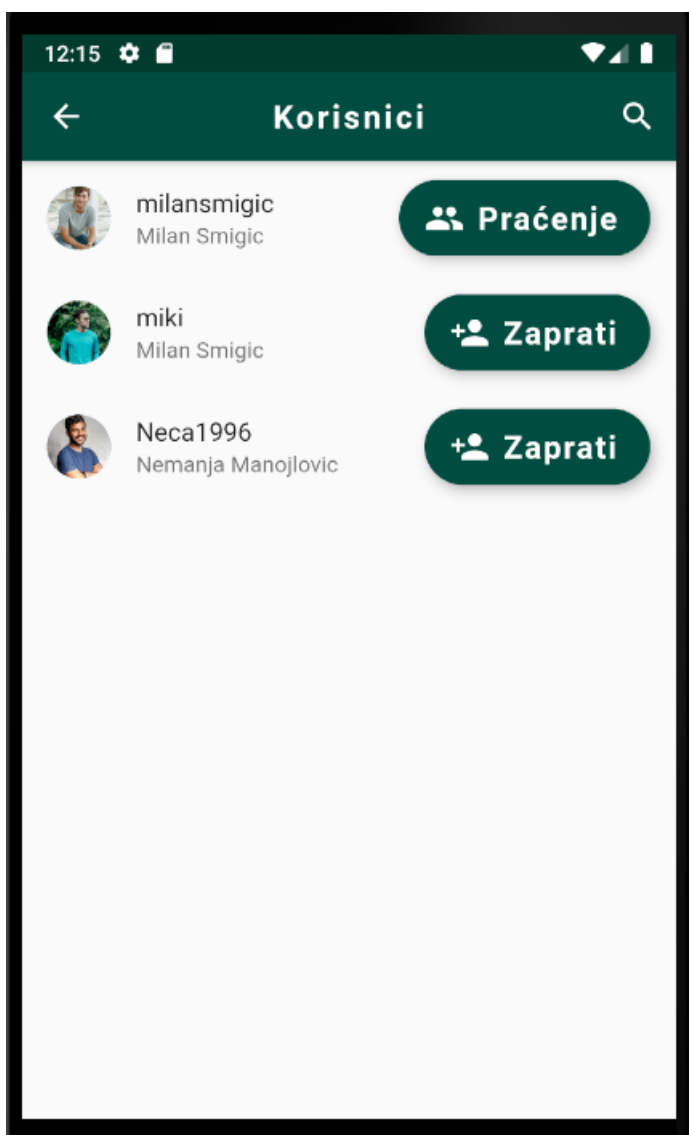 12:15
Korisnici
milansmigic
Milan Smigic
Praćenje
miki
Milan Smigic
Zaprati
Neca1996
Nemanja Manojlovic
Zaprati